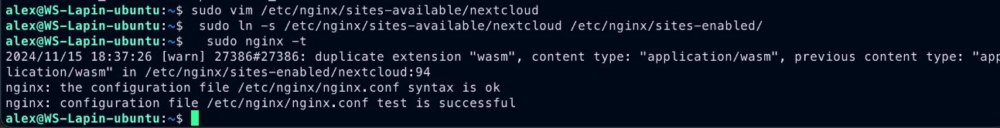 alex@WS-Lapin-ubuntu:~$ sudo vim /etc/nginx/sites-available/nextcloud
alex@WS-Lapin-ubuntu:~$  sudo ln -s /etc/nginx/sites-available/nextcloud /etc/nginx/sites-enabled/
alex@WS-Lapin-ubuntu:~$   sudo nginx -t
2024/11/15 18:37:26 [warn] 27386#27386: duplicate extension "wasm", content type: "application/wasm", previous content type: "app
lication/wasm" in /etc/nginx/sites-enabled/nextcloud:94
nginx: the configuration file /etc/nginx/nginx.conf syntax is ok
nginx: configuration file /etc/nginx/nginx.conf test is successful
alex@WS-Lapin-ubuntu:~$